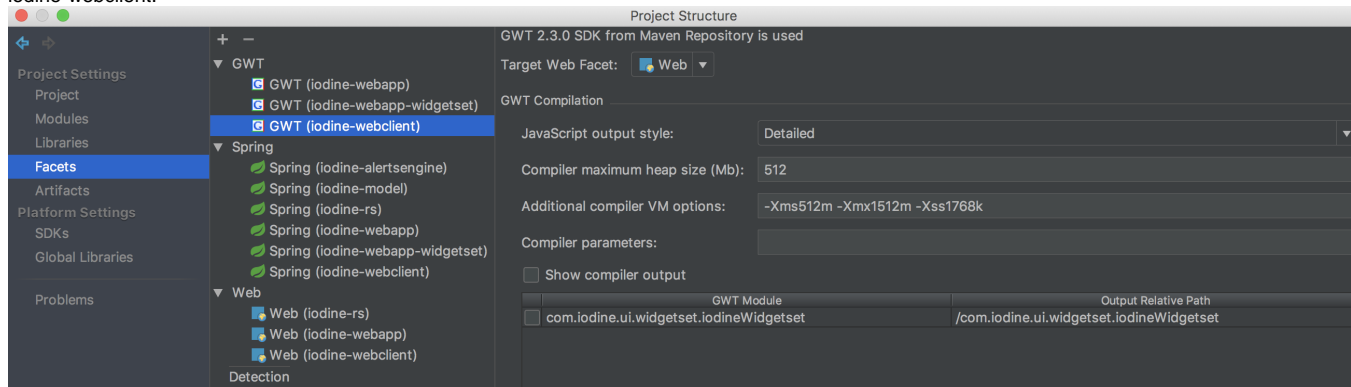 iodine-webclient.
Project Structure
Project Settings
Project
Modules
Libraries
Facets
Artifacts
Platform Settings
SDKs
Global Libraries
Problems
+ −
GWT
GWT (iodine-webapp)
GWT (iodine-webapp-widgetset)
GWT (iodine-webclient)
Spring
Spring (iodine-alertsengine)
Spring (iodine-model)
Spring (iodine-rs)
Spring (iodine-webapp)
Spring (iodine-webapp-widgetset)
Spring (iodine-webclient)
Web
Web (iodine-rs)
Web (iodine-webapp)
Web (iodine-webclient)
Detection
GWT 2.3.0 SDK from Maven Repository is used
Target Web Facet: Web
GWT Compilation
JavaScript output style: Detailed
Compiler maximum heap size (Mb): 512
Additional compiler VM options: -Xms512m -Xmx1512m -Xss1768k
Compiler parameters:
Show compiler output
GWT Module Output Relative Path
com.iodine.ui.widgetset.iodineWidgetset /com.iodine.ui.widgetset.iodineWidgetset